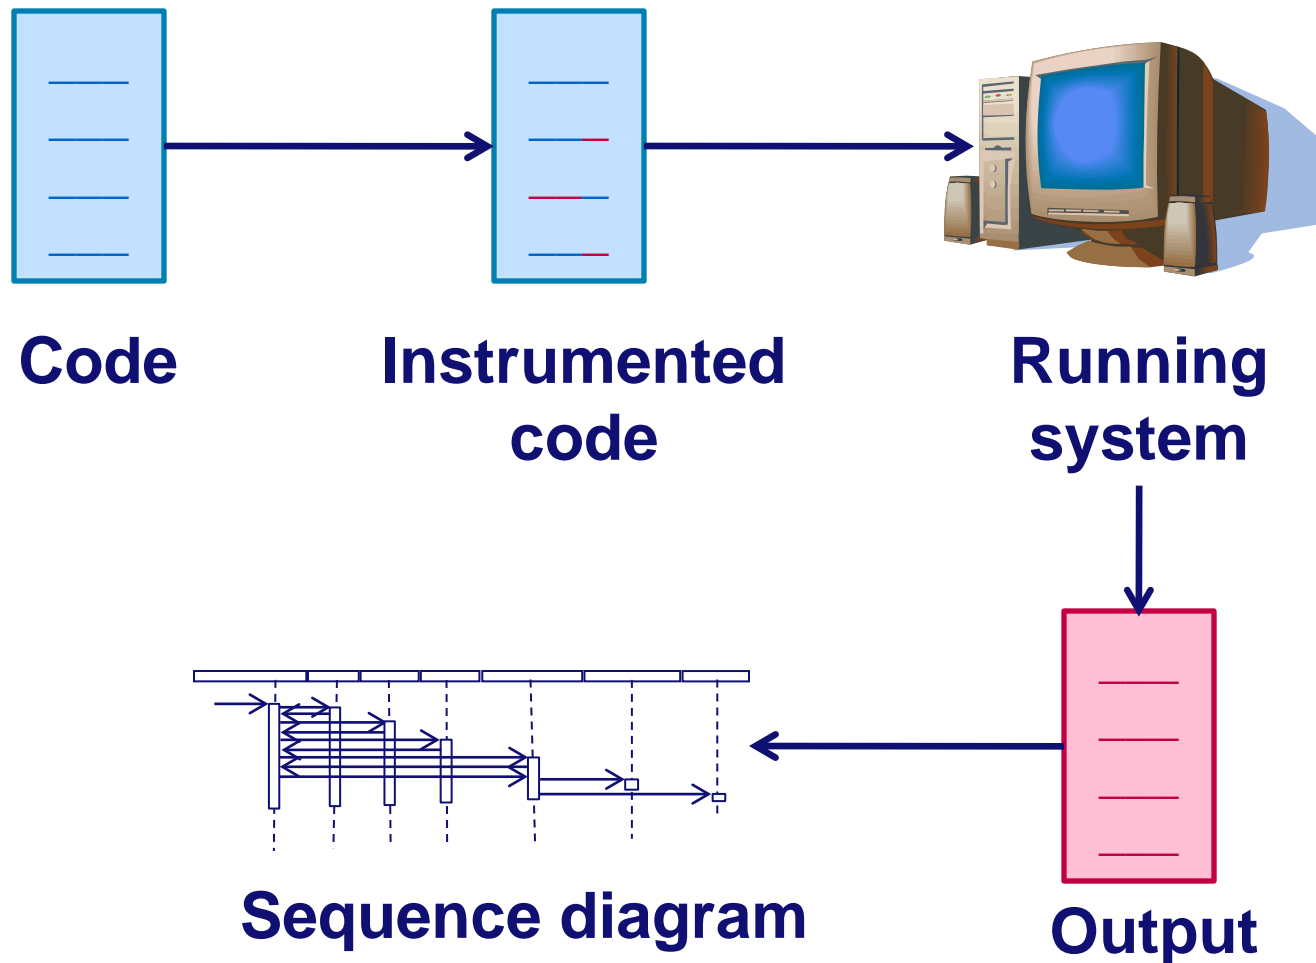 Code
Instrumented
code
Running
system
Sequence diagram
Output